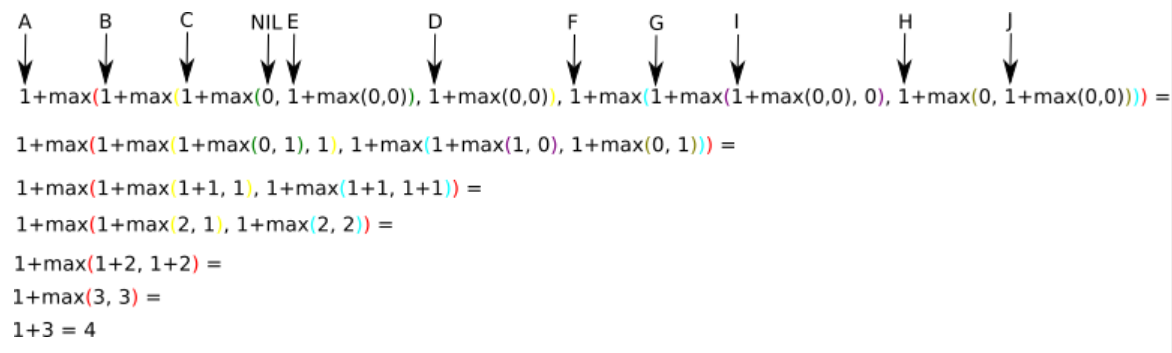 A B C NIL E D F G I H J
1+max(1+max(1+max(0, 1+max(0,0)), 1+max(0,0)), 1+max(1+max(1+max(0,0), 0), 1+max(0, 1+max(0,0)))) =
1+max(1+max(1+max(0, 1), 1), 1+max(1+max(1, 0), 1+max(0, 1))) =
1+max(1+max(1+1, 1), 1+max(1+1, 1+1)) =
1+max(1+max(2, 1), 1+max(2, 2)) =
1+max(1+2, 1+2) =
1+max(3, 3) =
1+3 = 4